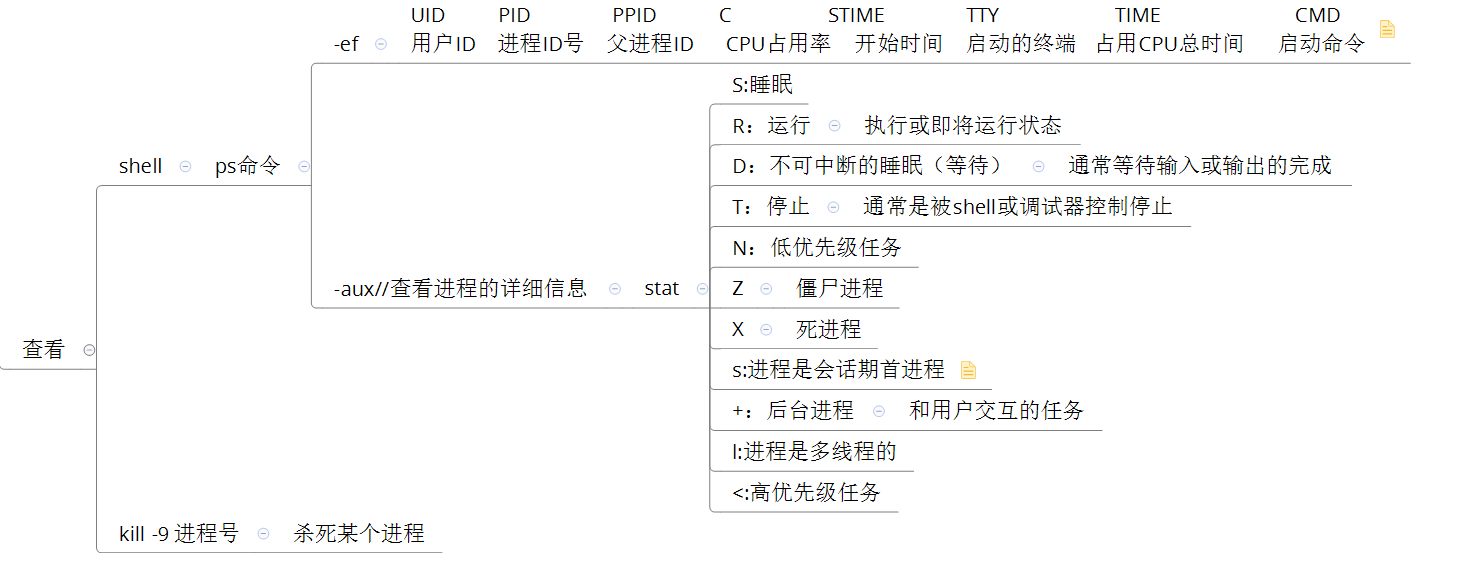 UID PID PPID C STIME TTY TIME CMD
-ef 用户ID 进程ID号 父进程ID CPU占用率 开始时间 启动的终端 占用CPU总时间 启动命令
S:睡眠
R：运行 执行或即将运行状态
shell ps命令
D：不可中断的睡眠（等待） 通常等待输入或输出的完成
T：停止 通常是被shell或调试器控制停止
N：低优先级任务
-aux//查看进程的详细信息 stat
Z 僵尸进程
X 死进程
查看
s:进程是会话期首进程
+：后台进程 和用户交互的任务
l:进程是多线程的
<:高优先级任务
kill -9 进程号 杀死某个进程